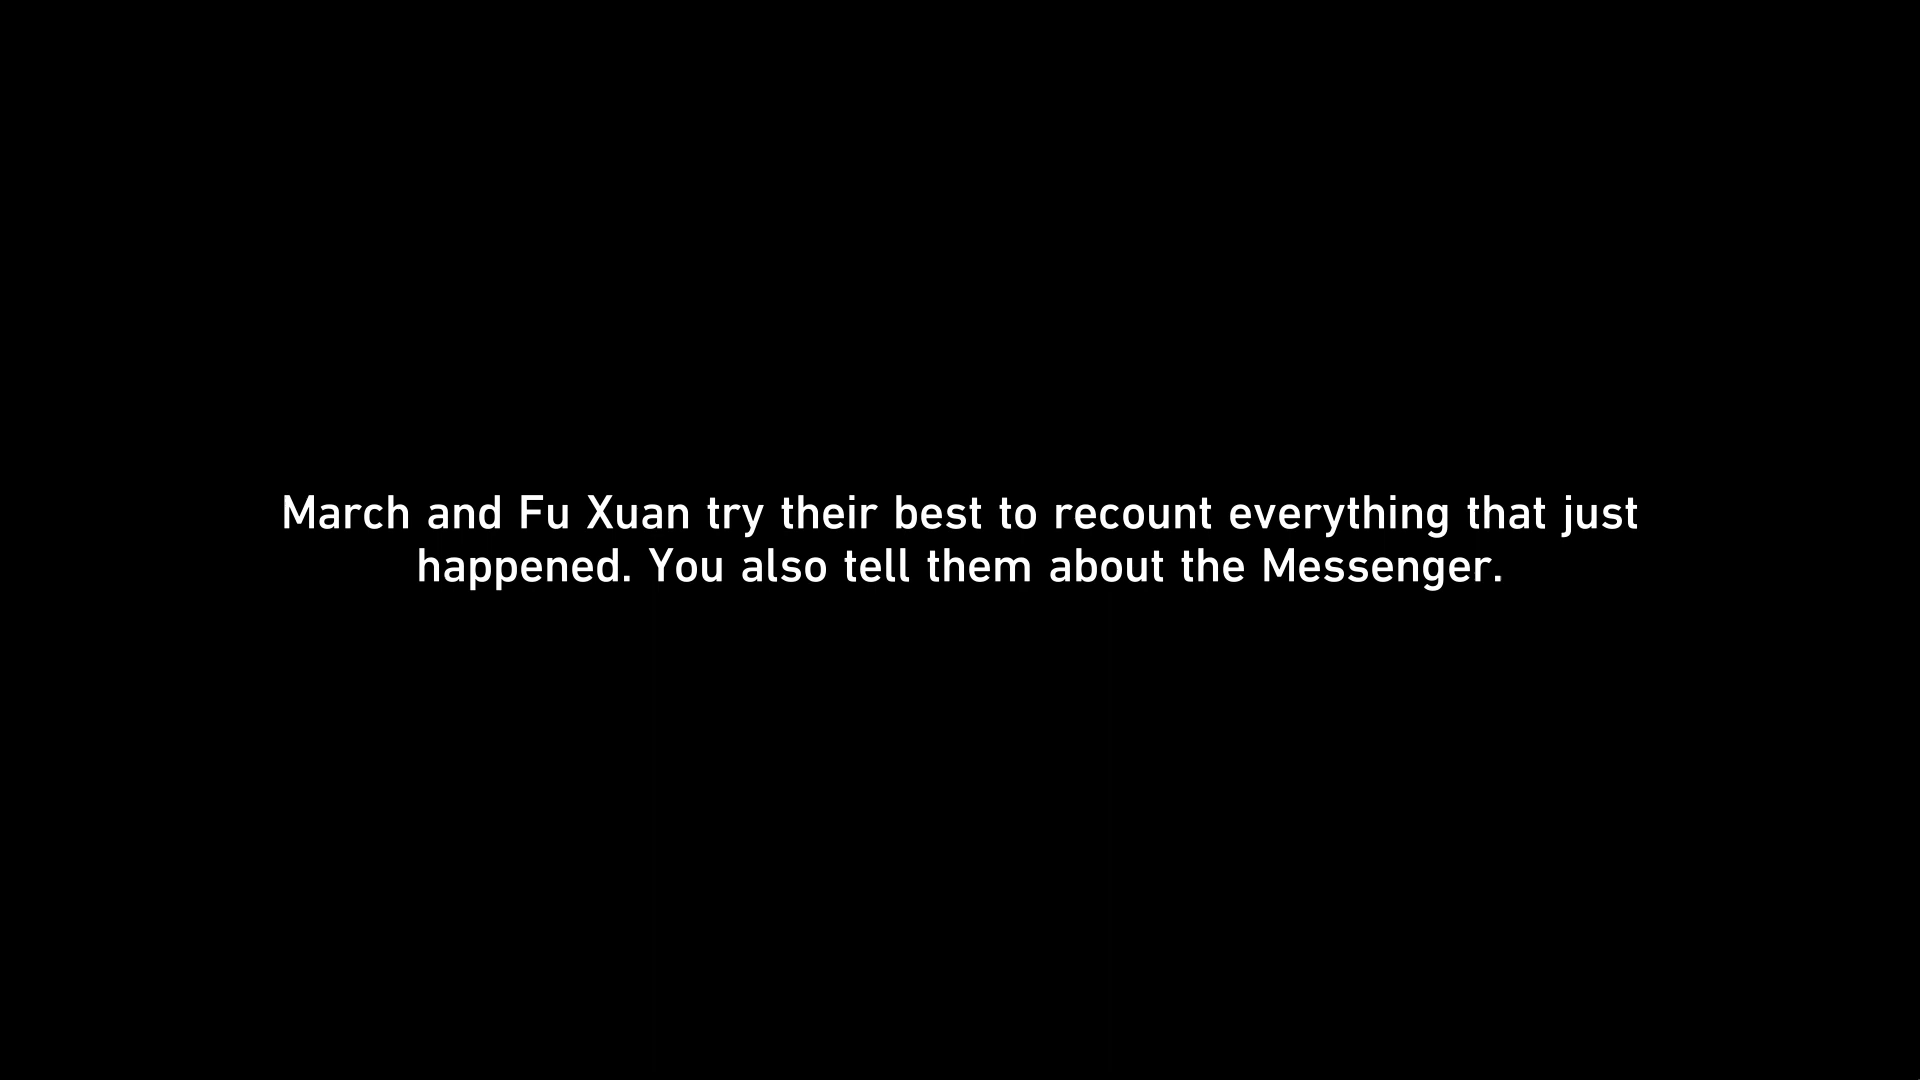 March and Fu Xuan try their best to recount everything that just
happened. You also tell them about the Messenger.